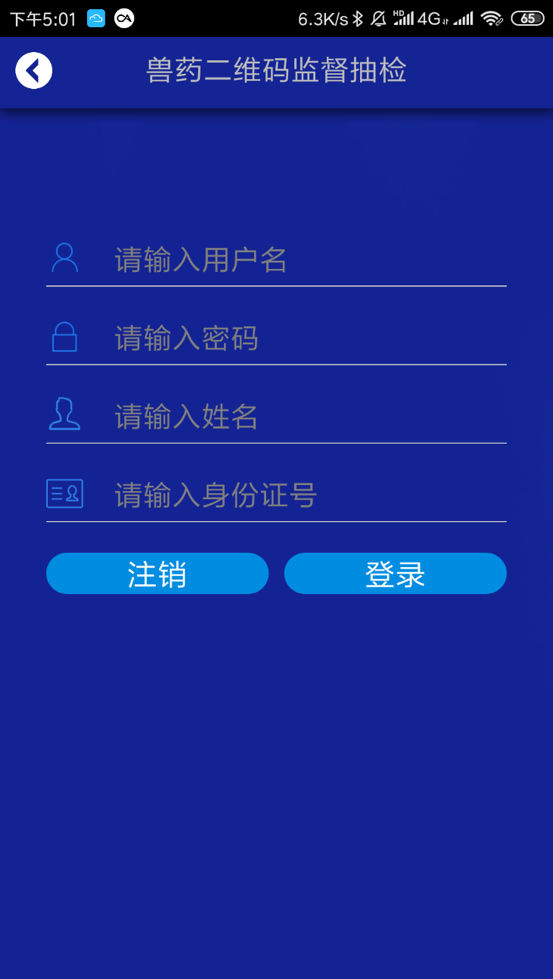 下午5:01
6.3K/s
HD
4G
65
兽药二维码监督抽检
请输入用户名
请输入密码
请输入姓名
请输入身份证号
注销
登录